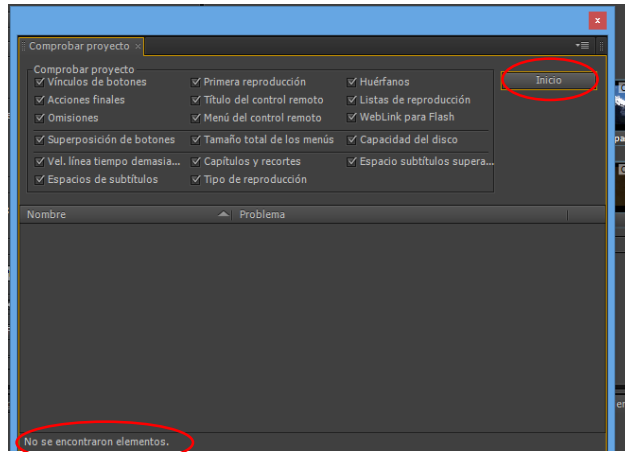 Comprobar proyecto
Comprobar proyecto
Vínculos de botones Primera reproducción Huérfanos Inicio
Acciones finales Título del control remoto Listas de reproducción
Omisiones Menú del control remoto WebLink para Flash
Superposición de botones Tamaño total de los menús Capacidad del disco
Vel. línea tiempo demasia... Capítulos y recortes Espacio subtítulos supera...
Espacios de subtítulos Tipo de reproducción
Nombre Problema
No se encontraron elementos.